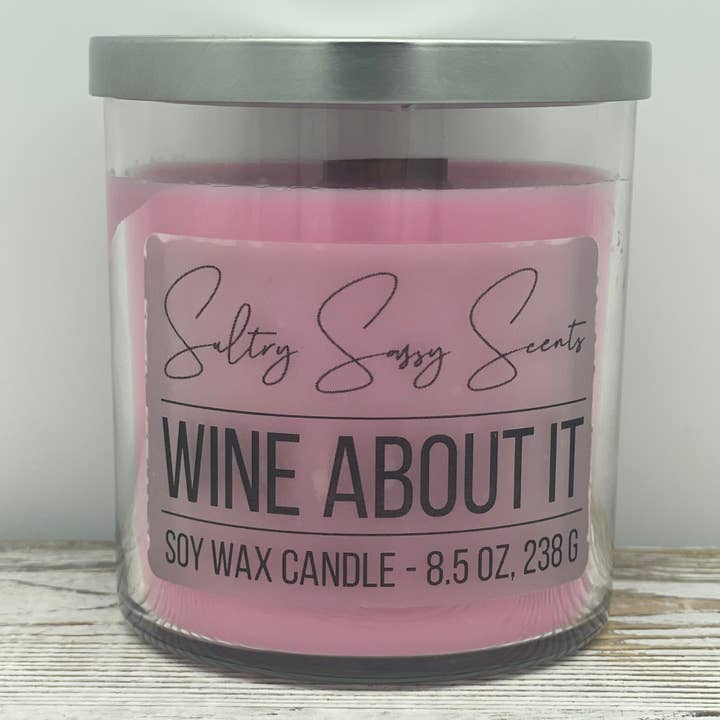 Sultry Sassy Scents
WINE ABOUT IT
SOY WAX CANDLE - 8.5 OZ, 238 G